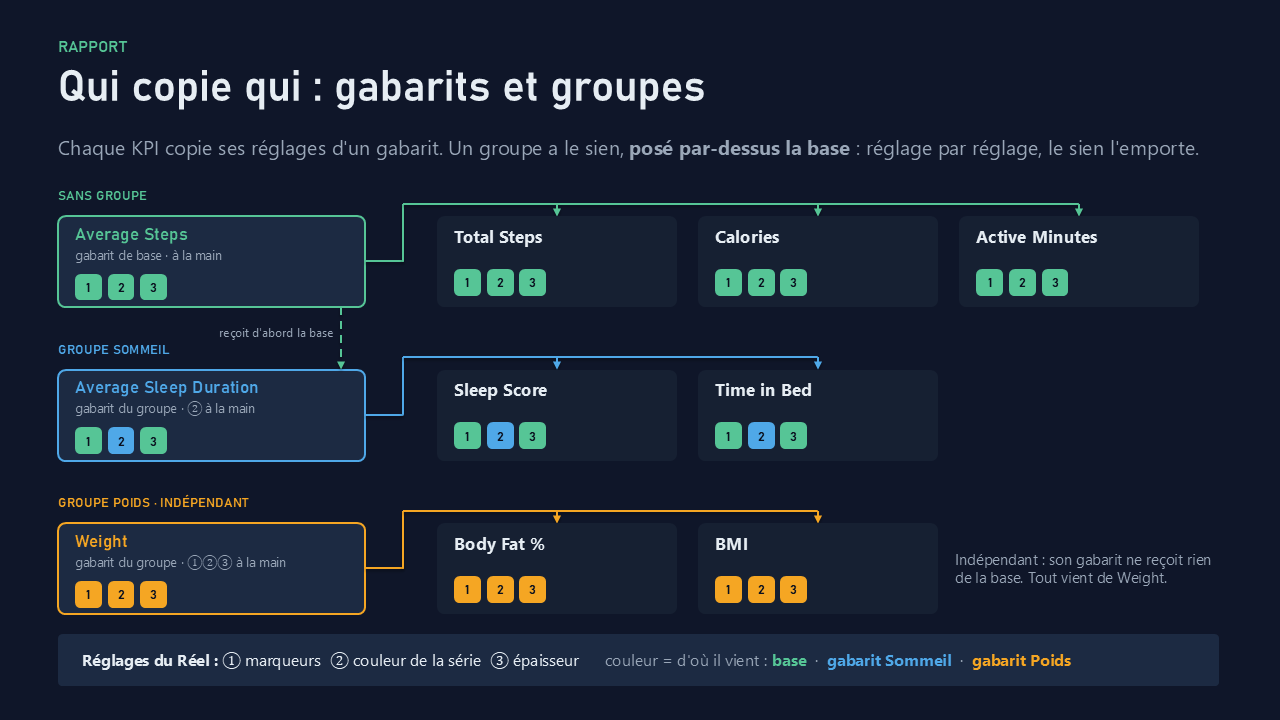 RAPPORT
Qui copie qui : gabarits et groupes
Chaque KPI copie ses réglages d'un gabarit. Un groupe a le sien, posé par-dessus la base : réglage par réglage, le sien l'emporte.
SANS GROUPE
Average Steps
gabarit de base · à la main
1 2 3
Total Steps
1 2 3
Calories
1 2 3
Active Minutes
1 2 3
reçoit d'abord la base
GROUPE SOMMEIL
Average Sleep Duration
gabarit du groupe · ② à la main
1 2 3
Sleep Score
1 2 3
Time in Bed
1 2 3
GROUPE POIDS · INDÉPENDANT
Weight
gabarit du groupe · ①②③ à la main
1 2 3
Body Fat %
1 2 3
BMI
1 2 3
Indépendant : son gabarit ne reçoit rien
de la base. Tout vient de Weight.
Réglages du Réel : ① marqueurs ② couleur de la série ③ épaisseur couleur = d'où il vient : base · gabarit Sommeil · gabarit Poids